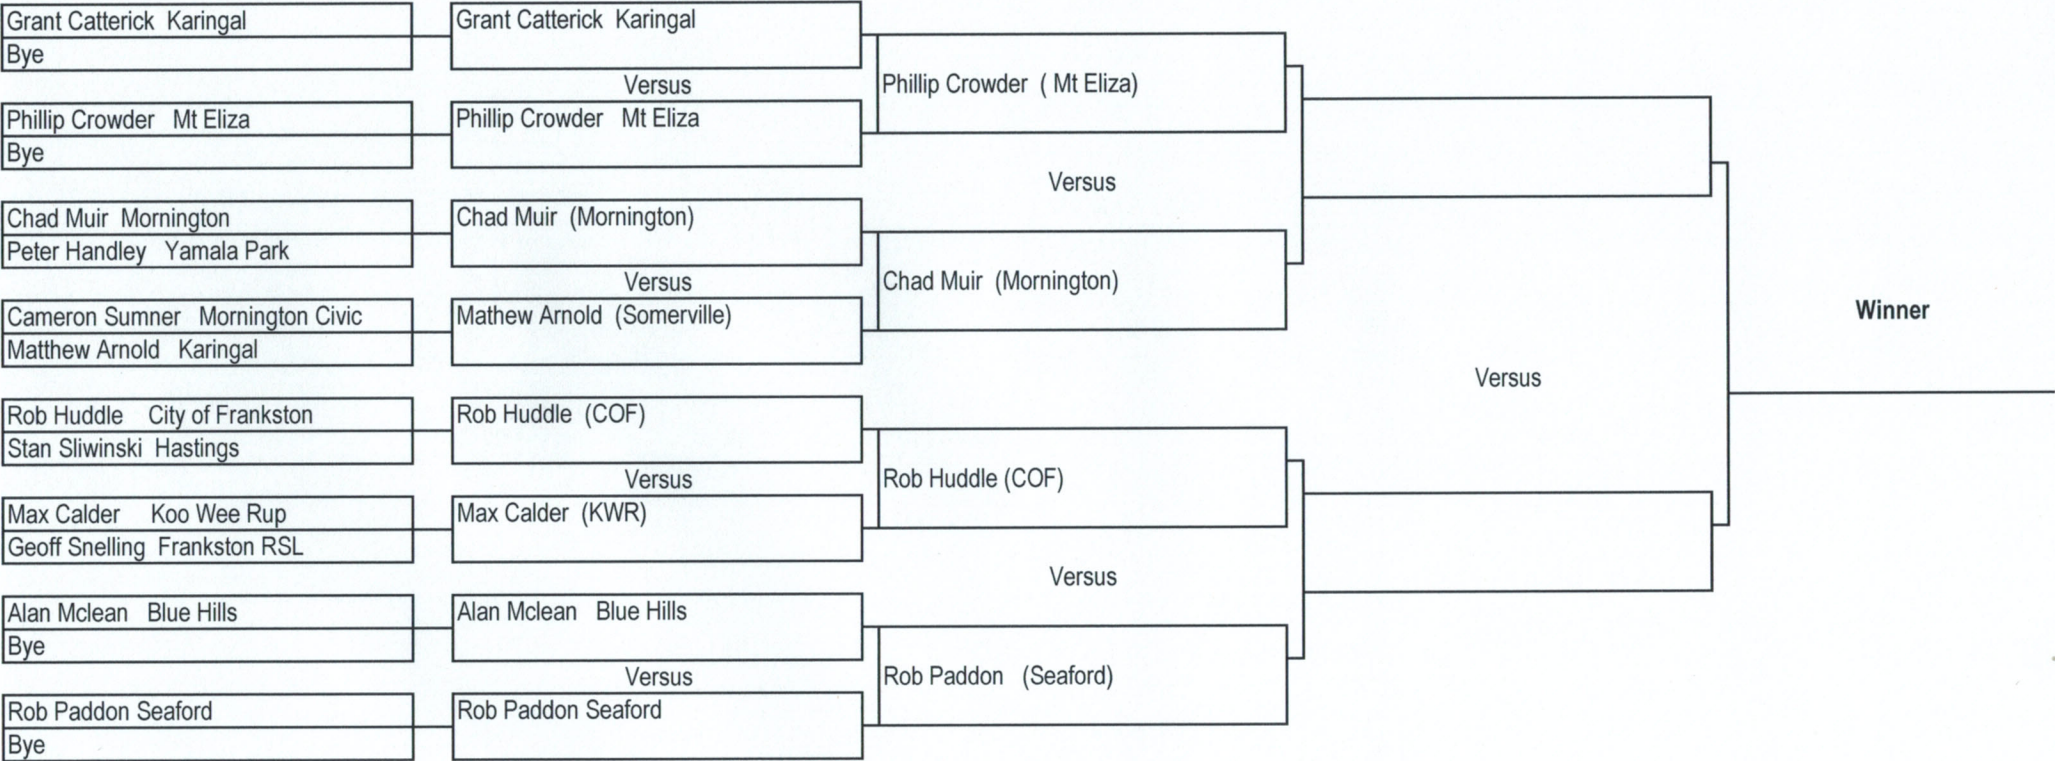 Grant Catterick Karingal
Bye
Phillip Crowder Mt Eliza
Bye
Chad Muir Mornington
Peter Handley Yamala Park
Cameron Sumner Mornington Civic
Matthew Arnold Karingal
Rob Huddle City of Frankston
Stan Sliwinski Hastings
Max Calder Koo Wee Rup
Geoff Snelling Frankston RSL
Alan Mclean Blue Hills
Bye
Rob Paddon Seaford
Bye
Grant Catterick Karingal
Versus
Phillip Crowder Mt Eliza
Chad Muir (Mornington)
Versus
Mathew Arnold (Somerville)
Rob Huddle (COF)
Versus
Max Calder (KWR)
Alan Mclean Blue Hills
Versus
Rob Paddon Seaford
Phillip Crowder ( Mt Eliza)
Versus
Chad Muir (Mornington)
Rob Huddle (COF)
Versus
Rob Paddon (Seaford)
Versus
Winner